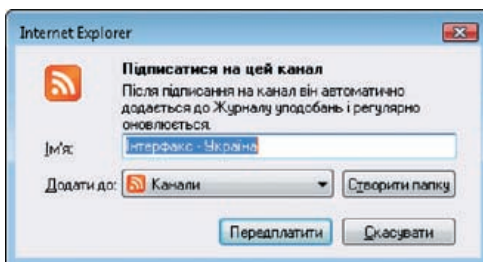 Internet Explorer
Підписатися на цей канал
Після підписання на канал він автоматично
додається до Журналу уподобань і регулярно
оновлюється.
Ім'я: Інтерфакс - Україна
Додати до: Канали Створити папку
Передплатити Скасувати